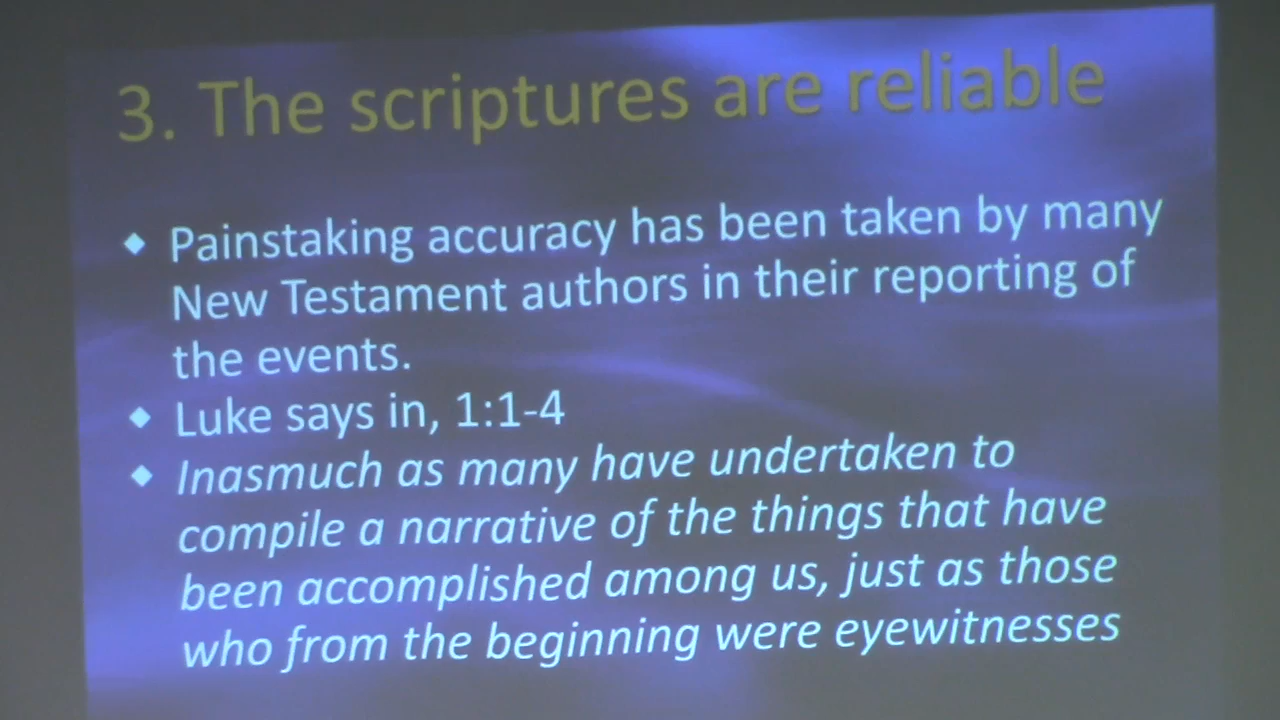 3. The scriptures are reliable
◆ Painstaking accuracy has been taken by many
New Testament authors in their reporting of
the events.
◆ Luke says in, 1:1-4
◆ Inasmuch as many have undertaken to
compile a narrative of the things that have
been accomplished among us, just as those
who from the beginning were eyewitnesses